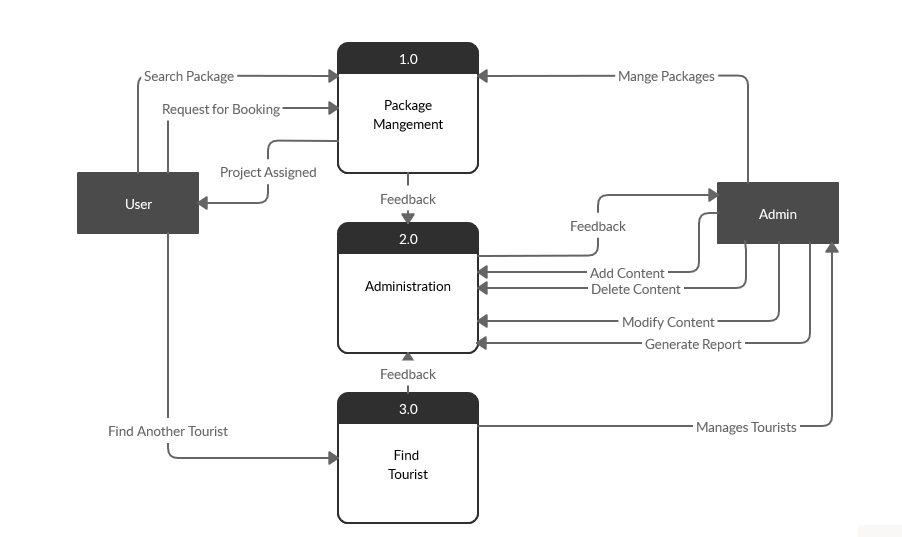 1.0
Search Package
Mange Packages
Package
Mangement
Request for Booking
Project Assigned
Feedback
User
Admin
Feedback
2.0
Administration
Add Content
Delete Content
Modify Content
Generate Report
Feedback
3.0
Find Another Tourist
Manages Tourists
Find
Tourist